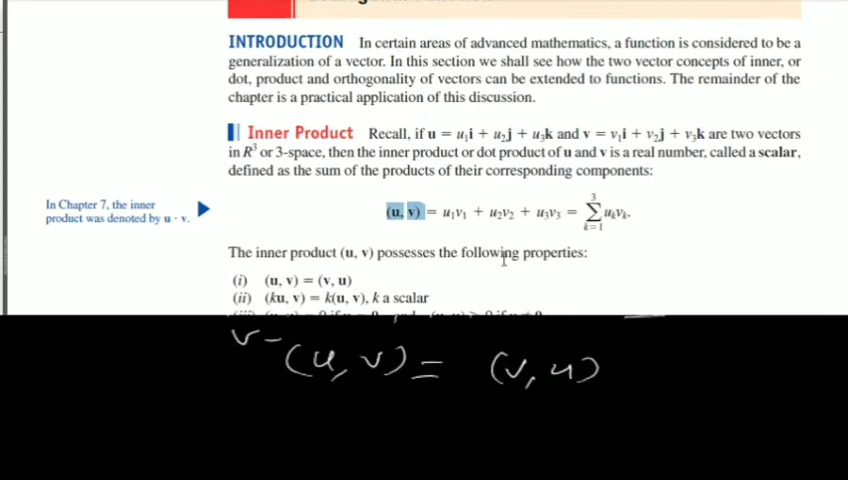 INTRODUCTION In certain areas of advanced mathematics, a function is considered to be a
generalization of a vector. In this section we shall see how the two vector concepts of inner, or
dot, product and orthogonality of vectors can be extended to functions. The remainder of the
chapter is a practical application of this discussion.
Inner Product Recall, if u = u₁i + u₂j + u₃k and v = v₁i + v₂j + v₃k are two vectors
in R³ or 3-space, then the inner product or dot product of u and v is a real number, called a scalar,
defined as the sum of the products of their corresponding components:
In Chapter 7, the inner
product was denoted by u · v.
(u, v) = u₁v₁ + u₂v₂ + u₃v₃ = ∑ₖ₌₁³ uₖvₖ.
The inner product (u, v) possesses the following properties:
(i) (u, v) = (v, u)
(ii) (ku, v) = k(u, v), k a scalar
(u, v) = (v, u)